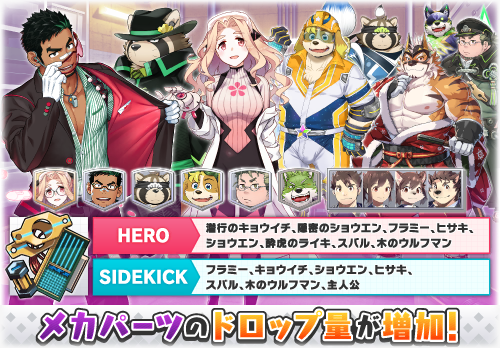 HERO
潜行のキョウイチ、隠密のショウエン、フラミー、ヒサキ、
ショウエン、酔虎のライキ、スバル、木のウルフマン
SIDEKICK
フラミー、キョウイチ、ショウエン、ヒサキ、
スバル、木のウルフマン、主人公
メカパーツのドロップ量が増加!